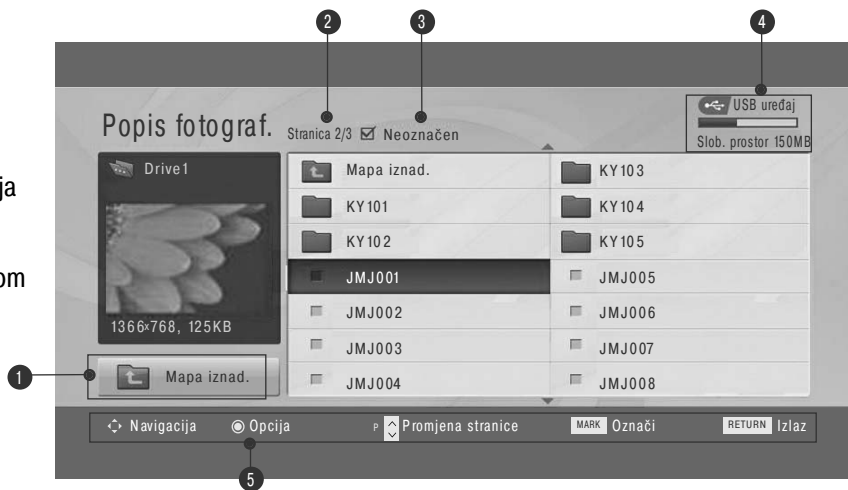 2
3
4
USB uređaj
Popis fotograf.
Stranica 2/3
Neoznačen
Slob. prostor 150MB
Drive1
Mapa iznad.
KY103
ja
KY101
KY104
KY102
KY105
om
JMJ001
JMJ005
JMJ002
JMJ006
1366x768, 125KB
JMJ003
JMJ007
1
Mapa iznad.
JMJ004
JMJ008
Navigacija
Opcija
P
Promjena stranice
MARK Označi
RETURN Izlaz
5